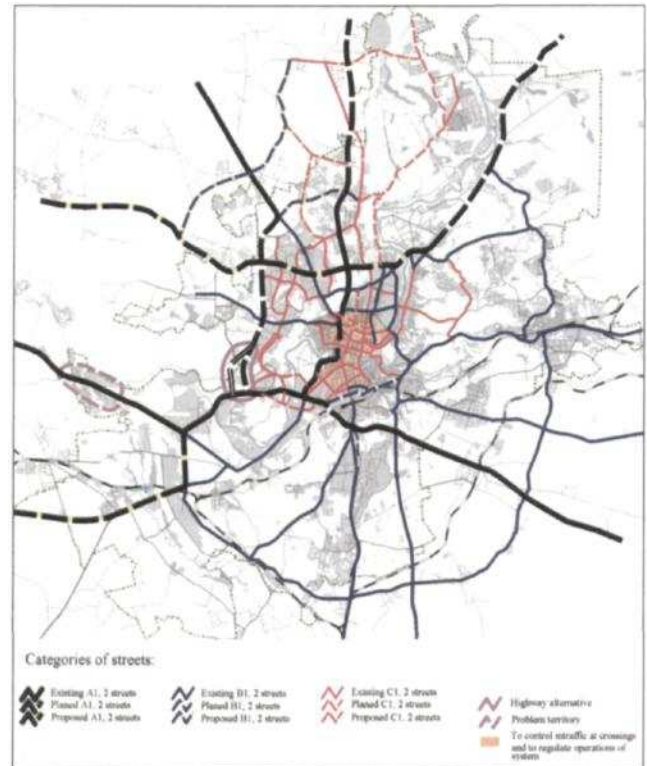 Categories of streets:
Existing A1, 2 streets
Planed A1, 2 streets
Proposed A1, 2 streets
Existing B1, 2 streets
Planed B1, 2 streets
Proposed B1, 2 streets
Existing C1, 2 streets
Planed C1, 2 streets
Proposed C1, 2 streets
Highway alternative
Problem territory
To control intraffic at crossings
and to regulate operations of
system